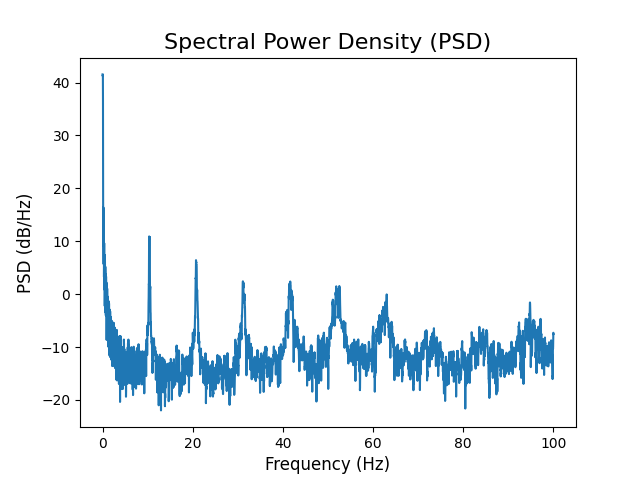 Spectral Power Density (PSD)
PSD (dB/Hz)
40
30
20
10
0
−10
−20
0 20 40 60 80 100
Frequency (Hz)